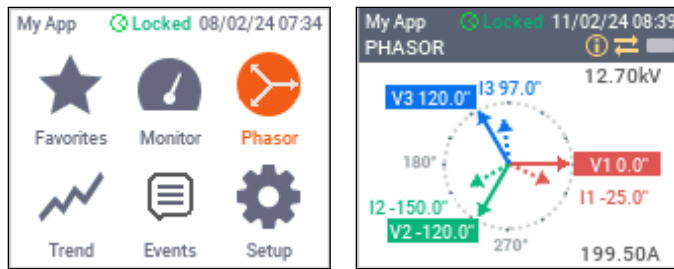 My App Locked 08/02/24 07:34
Favorites Monitor Phasor
Trend Events Setup
My App Locked 11/02/24 08:39
PHASOR
12.70kV
V3 120.0° I3 97.0°
180° V1 0.0°
I2 -150.0° I1 -25.0°
V2 -120.0° 270°
199.50A